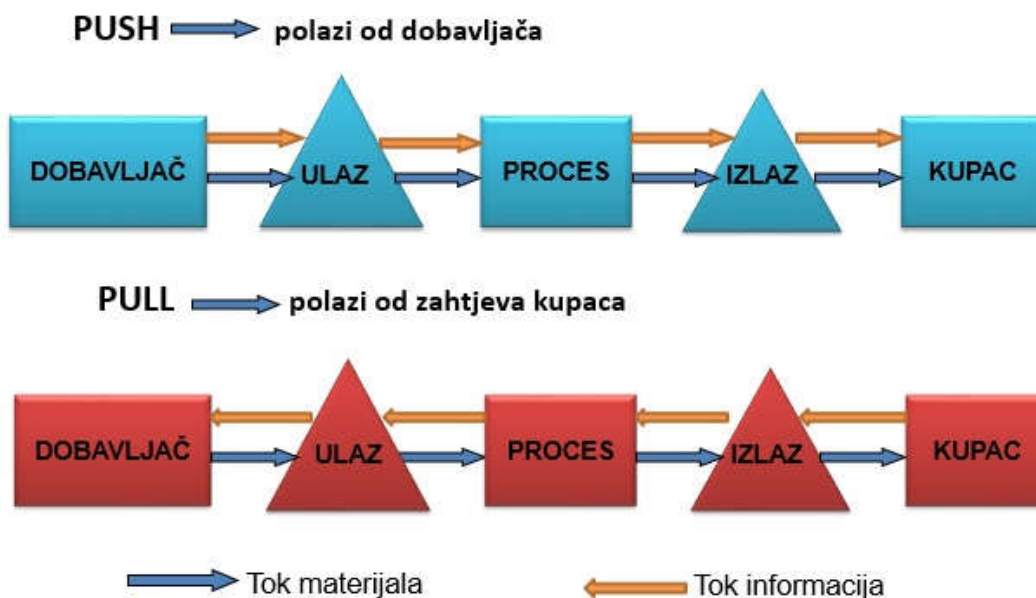 PUSH polazi od dobavljača
DOBAVLJAČ ULAZ PROCES IZLAZ KUPAC
PULL polazi od zahtjeva kupaca
DOBAVLJAČ ULAZ PROCES IZLAZ KUPAC
Tok materijala Tok informacija